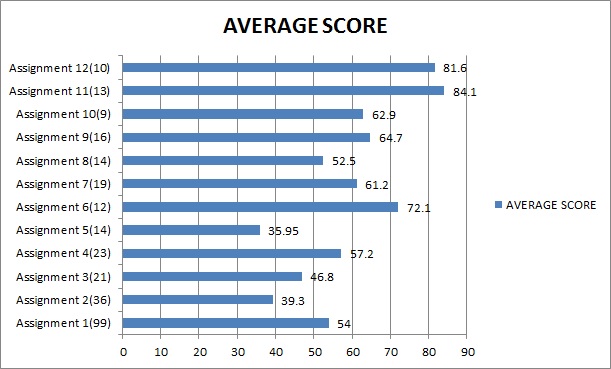 AVERAGE SCORE
Assignment 12(10) 81.6
Assignment 11(13) 84.1
Assignment 10(9) 62.9
Assignment 9(16) 64.7
Assignment 8(14) 52.5
Assignment 7(19) 61.2
Assignment 6(12) 72.1
AVERAGE SCORE
Assignment 5(14) 35.95
Assignment 4(23) 57.2
Assignment 3(21) 46.8
Assignment 2(36) 39.3
Assignment 1(99) 54
0 10 20 30 40 50 60 70 80 90